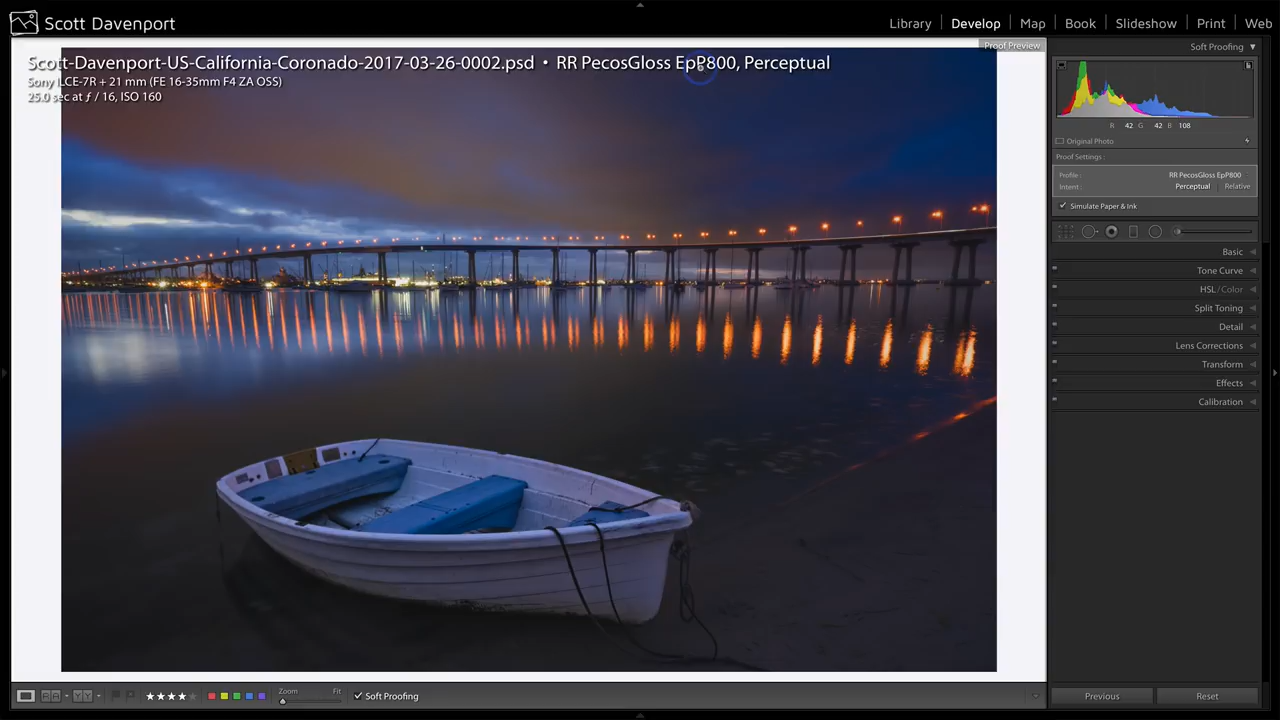 Scott Davenport
Library | Develop | Map | Book | Slideshow | Print | Web
Proof Preview
Soft Proofing
Scott-Davenport-US-California-Coronado-2017-03-26-0002.psd • RR PecosGloss EpP800, Perceptual
Sony ILCE-7R + 21 mm (FE 16-35mm F4 ZA OSS)
25.0 sec at ƒ / 16, ISO 160
R 42 G 42 B 108
Original Photo
Proof Settings :
Profile : RR PecosGloss EpP800
Intent : Perceptual | Relative
Simulate Paper & Ink
Basic
Tone Curve
HSL / Color
Split Toning
Detail
Lens Corrections
Transform
Effects
Calibration
Zoom Fit
Soft Proofing
Previous
Reset